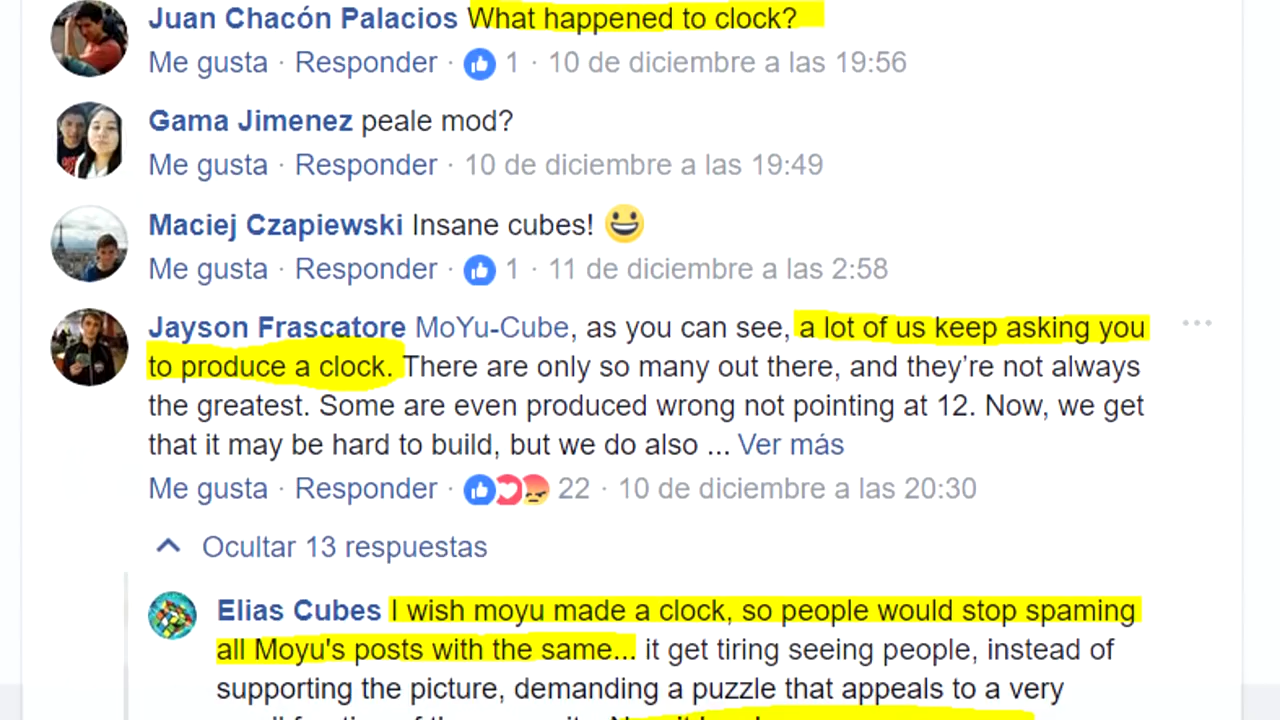 Juan Chacón Palacios What happened to clock?
Me gusta · Responder · 1 · 10 de diciembre a las 19:56
Gama Jimenez peale mod?
Me gusta · Responder · 10 de diciembre a las 19:49
Maciej Czapiewski Insane cubes!
Me gusta · Responder · 1 · 11 de diciembre a las 2:58
Jayson Frascatore MoYu-Cube, as you can see, a lot of us keep asking you
to produce a clock. There are only so many out there, and they're not always
the greatest. Some are even produced wrong not pointing at 12. Now, we get
that it may be hard to build, but we do also ... Ver más
Me gusta · Responder · 22 · 10 de diciembre a las 20:30
Ocultar 13 respuestas
Elias Cubes I wish moyu made a clock, so people would stop spaming
all Moyu's posts with the same... it get tiring seeing people, instead of
supporting the picture, demanding a puzzle that appeals to a very